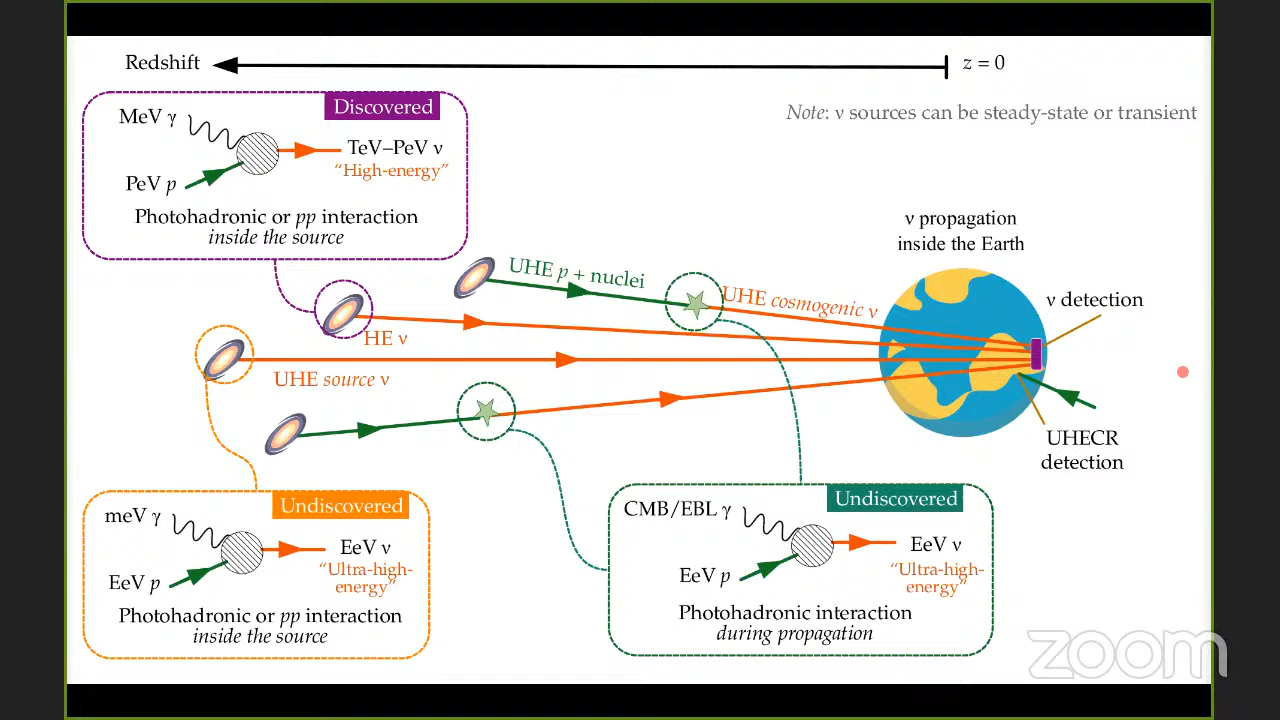 Redshift
z = 0
Note: ν sources can be steady-state or transient
Discovered
MeV γ
TeV–PeV ν
“High-energy”
PeV p
Photohadronic or pp interaction
inside the source
ν propagation
inside the Earth
UHE p + nuclei
UHE cosmogenic ν
ν detection
HE ν
UHE source ν
UHECR
detection
Undiscovered
meV γ
EeV ν
“Ultra-high-
energy”
EeV p
Photohadronic or pp interaction
inside the source
Undiscovered
CMB/EBL γ
EeV ν
“Ultra-high-
energy”
EeV p
Photohadronic interaction
during propagation
zoom